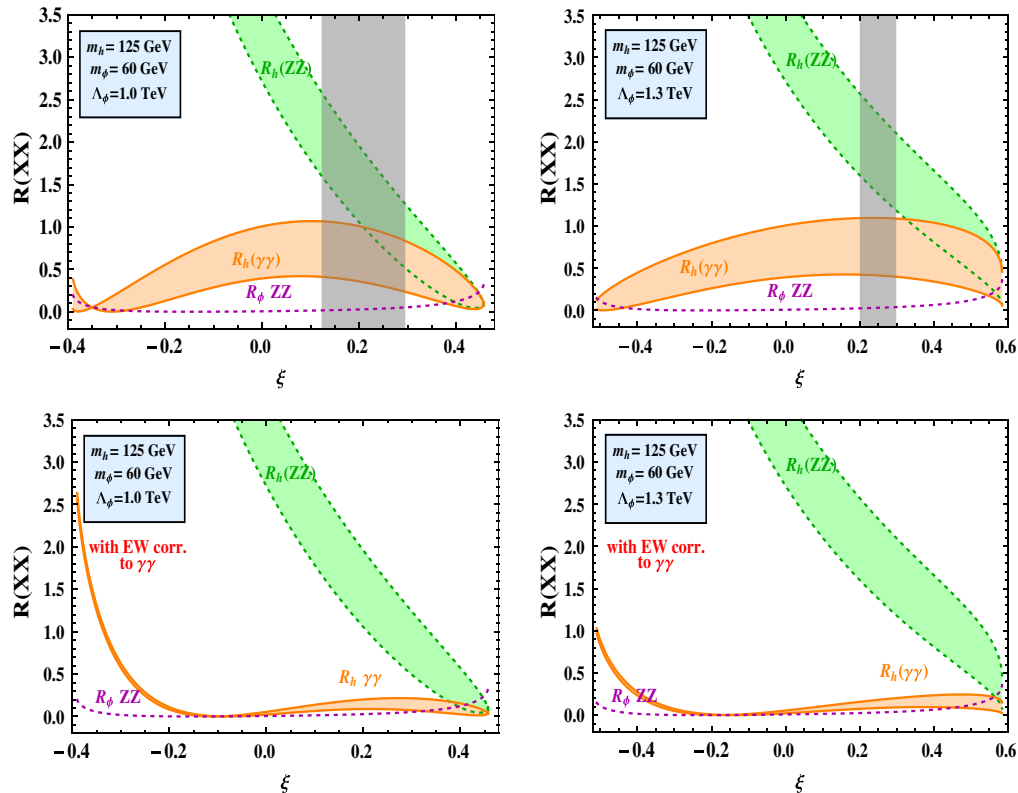 3.5
3.0
2.5
2.0
1.5
1.0
0.5
0.0
R(XX)
m_h = 125 GeV
m_ϕ = 60 GeV
Λ_ϕ=1.0 TeV
R_h(ZZ)
R_h(γγ)
R_ϕ ZZ
−0.4 −0.2 0.0 0.2 0.4
ξ
3.5
3.0
2.5
2.0
1.5
1.0
0.5
0.0
R(XX)
m_h = 125 GeV
m_ϕ = 60 GeV
Λ_ϕ=1.3 TeV
R_h(ZZ)
R_h(γγ)
R_ϕ ZZ
−0.4 −0.2 0.0 0.2 0.4 0.6
ξ
3.5
3.0
2.5
2.0
1.5
1.0
0.5
0.0
R(XX)
m_h = 125 GeV
m_ϕ = 60 GeV
Λ_ϕ=1.0 TeV
with EW corr.
to γγ
R_h(ZZ)
R_h γγ
R_ϕ ZZ
−0.4 −0.2 0.0 0.2 0.4
ξ
3.5
3.0
2.5
2.0
1.5
1.0
0.5
0.0
R(XX)
m_h = 125 GeV
m_ϕ = 60 GeV
Λ_ϕ=1.3 TeV
with EW corr.
to γγ
R_h(ZZ)
R_h(γγ)
R_ϕ ZZ
−0.4 −0.2 0.0 0.2 0.4 0.6
ξ